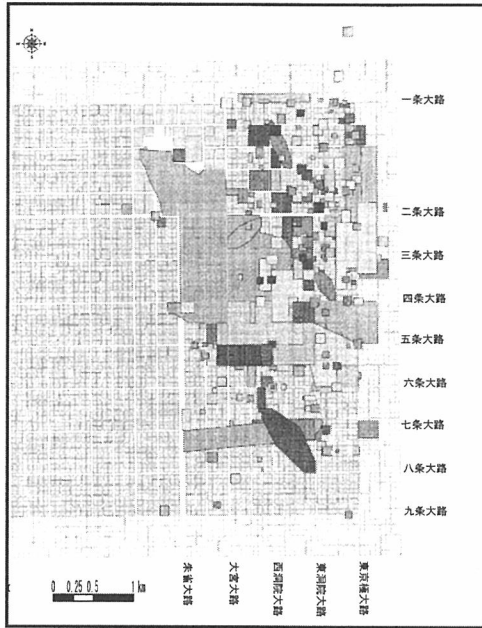 一条大路
二条大路
三条大路
四条大路
五条大路
六条大路
七条大路
八条大路
九条大路
朱雀大路
大宮大路
西洞院大路
東洞院大路
東京極大路
0 0.25 0.5 1 km